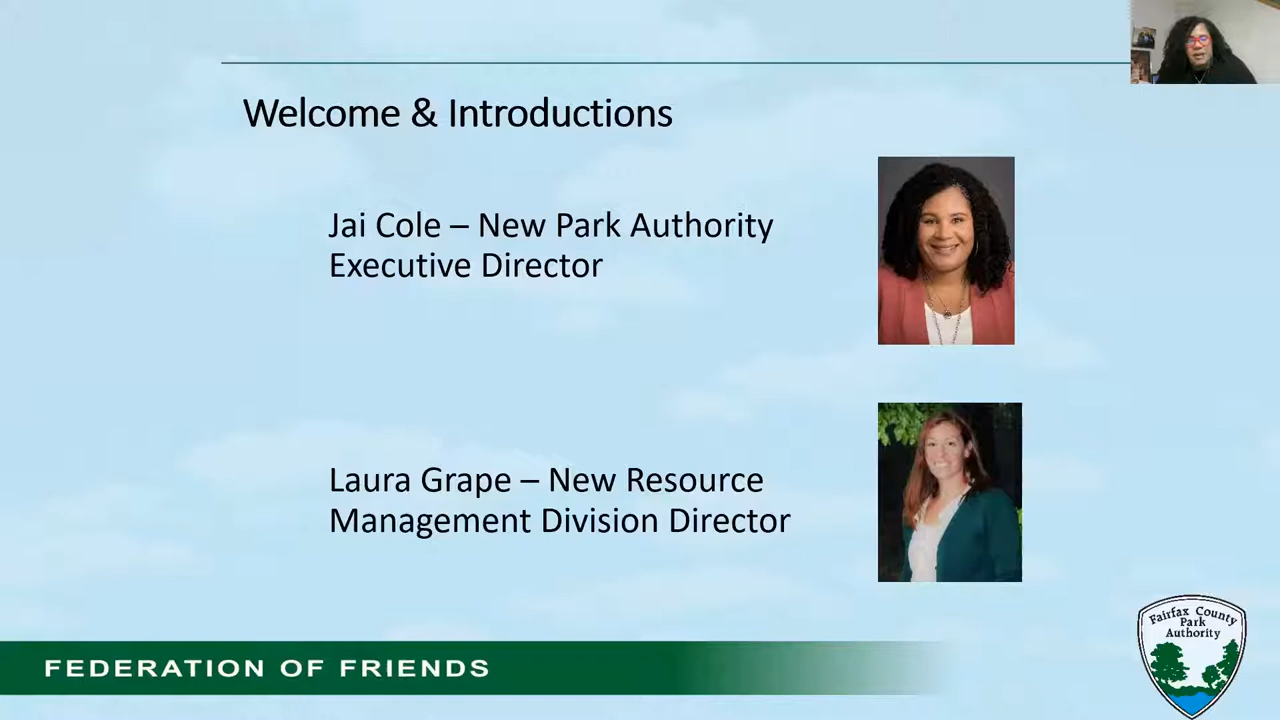 Welcome & Introductions
Jai Cole – New Park Authority
Executive Director
Laura Grape – New Resource
Management Division Director
FEDERATION OF FRIENDS
Fairfax County
Park
Authority